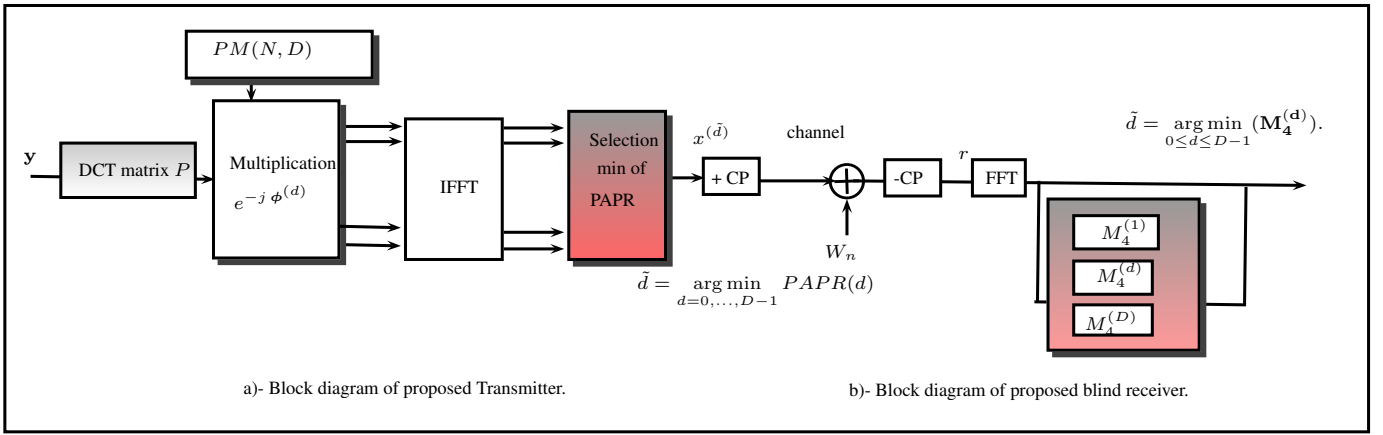 PM(N, D)
y
DCT matrix P
Multiplication
e^{-j ϕ^{(d)}}
IFFT
Selection
min of
PAPR
x^{(d̃)}
+ CP
channel
W_n
-CP
r
FFT
d̃ = arg min_{0≤d≤D−1} (M_4^{(d)}).
M_4^{(1)}
M_4^{(d)}
M_4^{(D)}
d̃ = arg min_{d=0,...,D−1} PAPR(d)
a)- Block diagram of proposed Transmitter.
b)- Block diagram of proposed blind receiver.